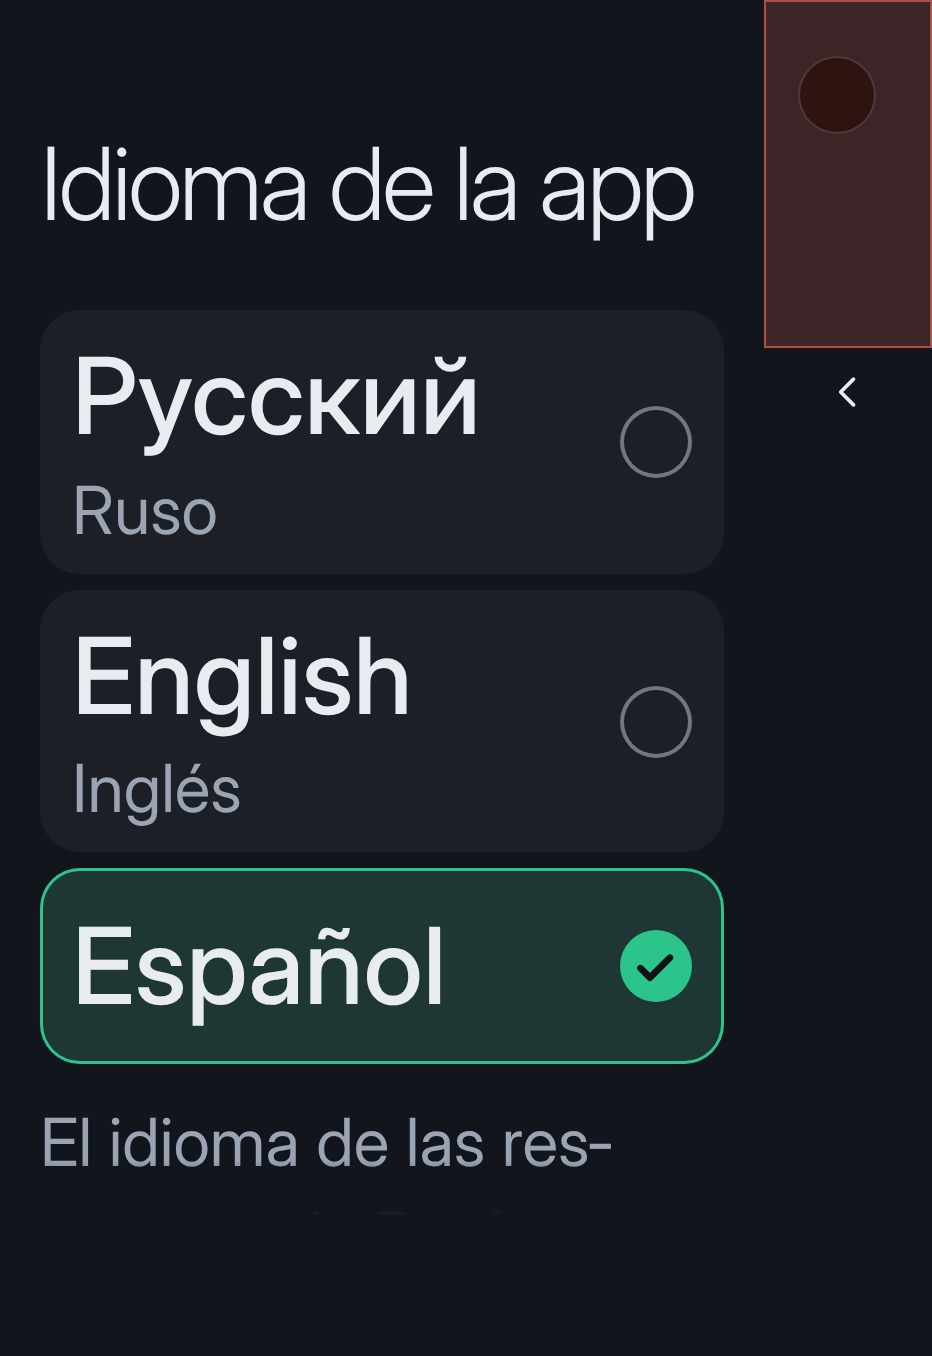 Idioma de la app
Русский
Ruso
English
Inglés
Español
El idioma de las res-